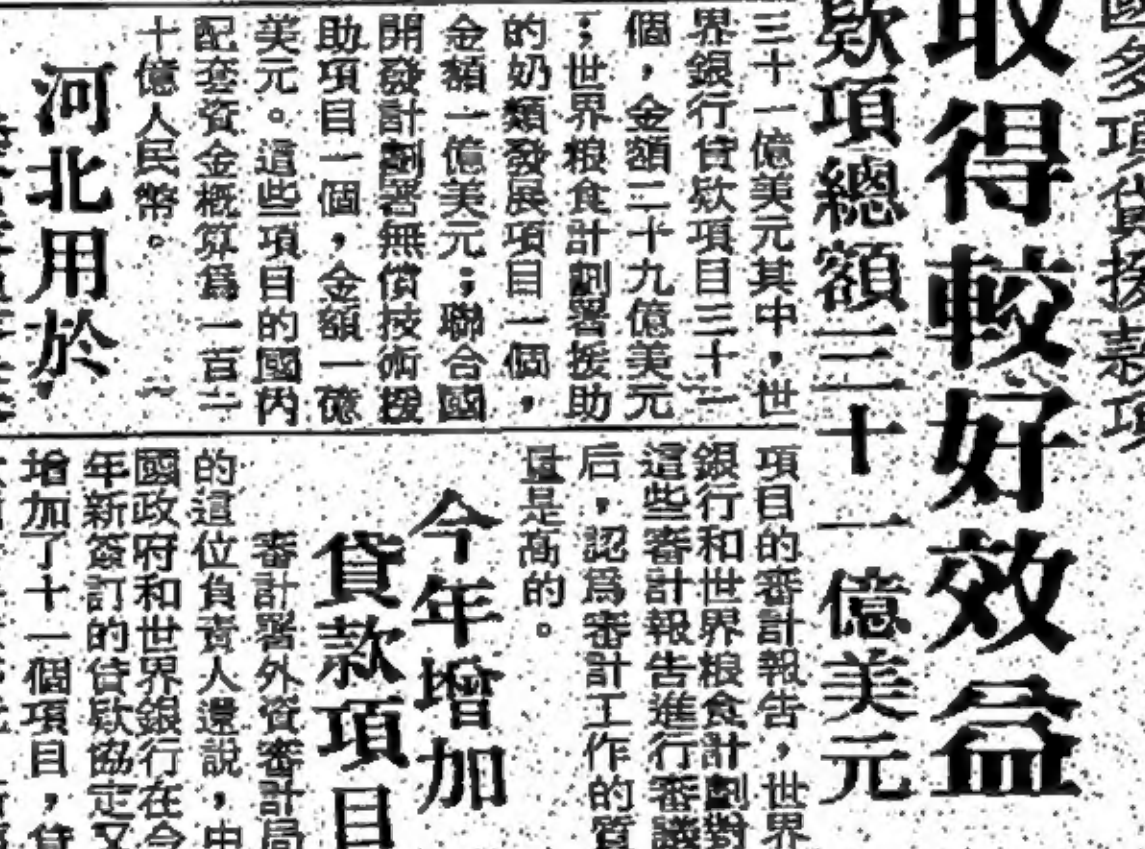 國多項貸援款項
取得較好效益
款項總額三十一億美元
三十一億美元其中，世
界銀行貸款項目三十二
個，金額二十九億美元
；世界粮食計劃署援助
的奶類發展項目一個，
金額一億美元；聯合國
開發計劃署無償技術援
助項目一個，金額一億
美元。這些項目的國内
配套資金概算爲一百二
十億人民幣。
河北用於
項目的審計報告，世界
銀行和世界粮食計劃對
這些審計報告進行審議
后，認爲審計工作的質
量是高的。
今年增加
貸款項目
審計署外資審計局
的這位負責人還說，中
國政府和世界銀行在今
年新簽訂的貸款協定又
增加了十一個項目，貸